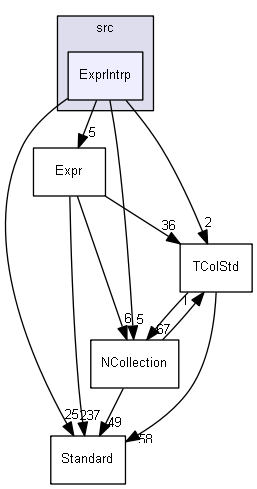 src
ExprIntrp
5
Expr
36
2
TColStd
1
6
5
67
NCollection
25
237
49
58
Standard